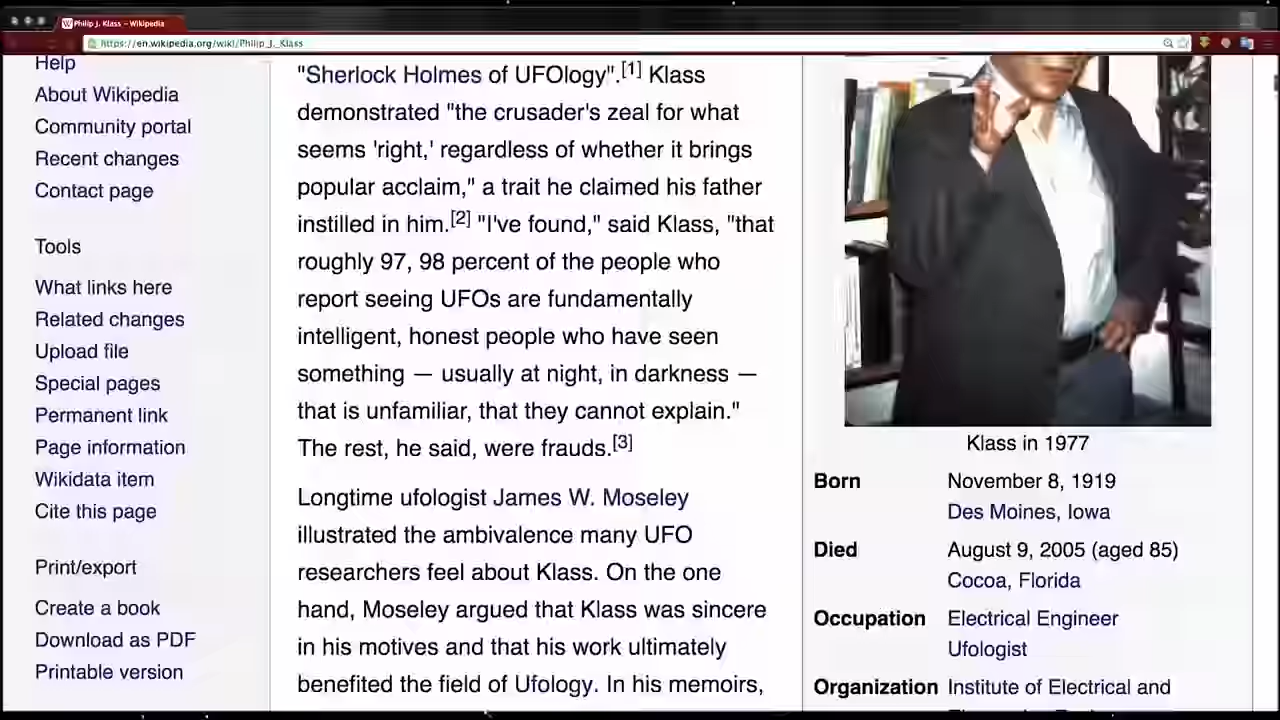 Philip J. Klass – Wikipedia
https://en.wikipedia.org/wiki/Philip_J._Klass
Help
About Wikipedia
Community portal
Recent changes
Contact page
Tools
What links here
Related changes
Upload file
Special pages
Permanent link
Page information
Wikidata item
Cite this page
Print/export
Create a book
Download as PDF
Printable version
"Sherlock Holmes of UFOlogy".[1] Klass
demonstrated "the crusader's zeal for what
seems 'right,' regardless of whether it brings
popular acclaim," a trait he claimed his father
instilled in him.[2] "I've found," said Klass, "that
roughly 97, 98 percent of the people who
report seeing UFOs are fundamentally
intelligent, honest people who have seen
something — usually at night, in darkness —
that is unfamiliar, that they cannot explain."
The rest, he said, were frauds.[3]
Longtime ufologist James W. Moseley
illustrated the ambivalence many UFO
researchers feel about Klass. On the one
hand, Moseley argued that Klass was sincere
in his motives and that his work ultimately
benefited the field of Ufology. In his memoirs,
Klass in 1977
Born November 8, 1919
Des Moines, Iowa
Died August 9, 2005 (aged 85)
Cocoa, Florida
Occupation Electrical Engineer
Ufologist
Organization Institute of Electrical and